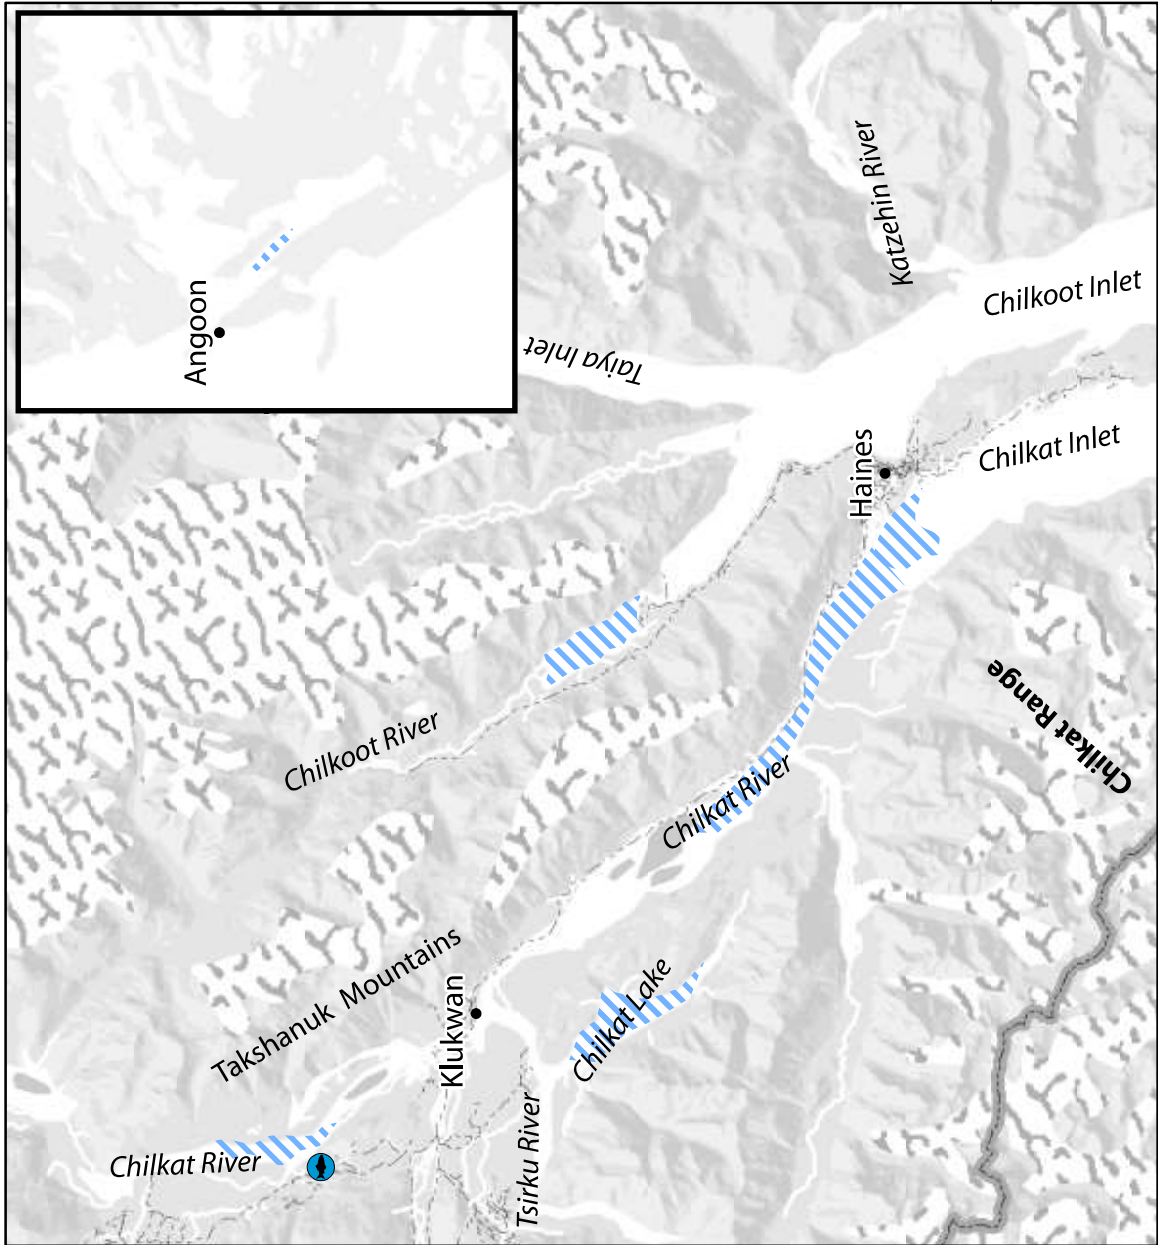 Angoon
Katzehin River
Chilkoot Inlet
Taiya Inlet
Chilkat Inlet
Haines
Chilkat Range
Chilkoot River
Chilkat River
Takshanuk Mountains
Klukwan
Chilkat Lake
Chilkat River
Tsirku River